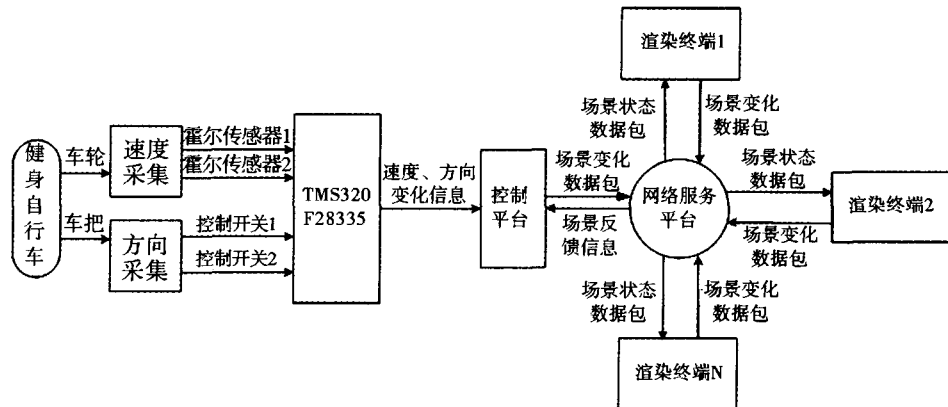 健身自行车
车轮
车把
速度
采集
方向
采集
霍尔传感器1
霍尔传感器2
控制开关1
控制开关2
TMS320
F28335
速度、方向
变化信息
控制
平台
场景变化
数据包
场景反
馈信息
网络服务
平台
渲染终端1
场景状态
数据包
场景变化
数据包
场景状态
数据包
渲染终端2
场景变化
数据包
场景状态
数据包
场景变化
数据包
渲染终端N